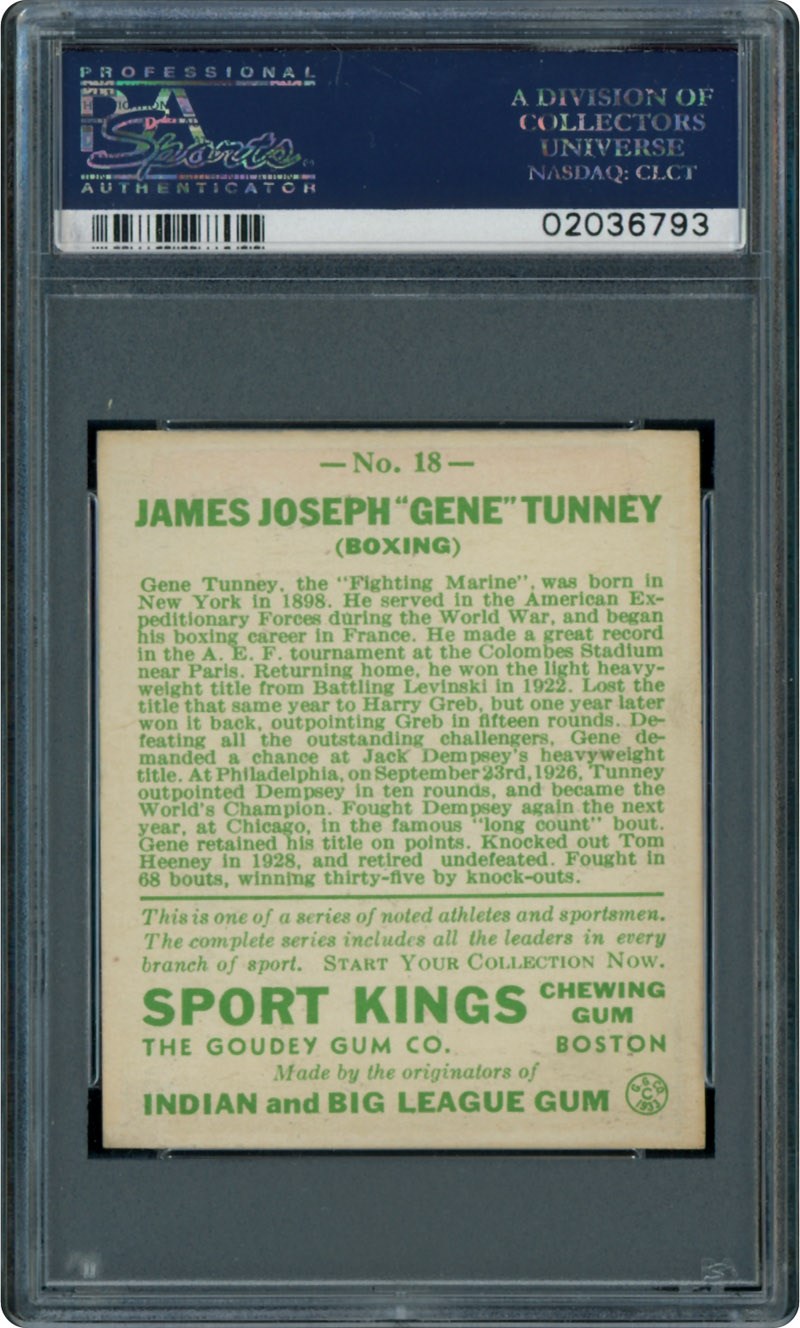 PROFESSIONAL
PSA
Sports
AUTHENTICATOR
A DIVISION OF
COLLECTORS
UNIVERSE
NASDAQ: CLCT
02036793
— No. 18 —
JAMES JOSEPH “GENE” TUNNEY
(BOXING)
Gene Tunney, the “Fighting Marine”, was born in
New York in 1898. He served in the American Ex-
peditionary Forces during the World War, and began
his boxing career in France. He made a great record
in the A. E. F. tournament at the Colombes Stadium
near Paris. Returning home, he won the light heavy-
weight title from Battling Levinski in 1922. Lost the
title that same year to Harry Greb, but one year later
won it back, outpointing Greb in fifteen rounds. De-
feating all the outstanding challengers, Gene de-
manded a chance at Jack Dempsey's heavyweight
title. At Philadelphia, on September 23rd, 1926, Tunney
outpointed Dempsey in ten rounds, and became the
World's Champion. Fought Dempsey again the next
year, at Chicago, in the famous “long count” bout.
Gene retained his title on points. Knocked out Tom
Heeney in 1928, and retired undefeated. Fought in
68 bouts, winning thirty-five by knock-outs.
This is one of a series of noted athletes and sportsmen.
The complete series includes all the leaders in every
branch of sport. START YOUR COLLECTION NOW.
SPORT KINGS CHEWING GUM
THE GOUDEY GUM CO. BOSTON
Made by the originators of
INDIAN and BIG LEAGUE GUM
G. G. CO.
C
1933